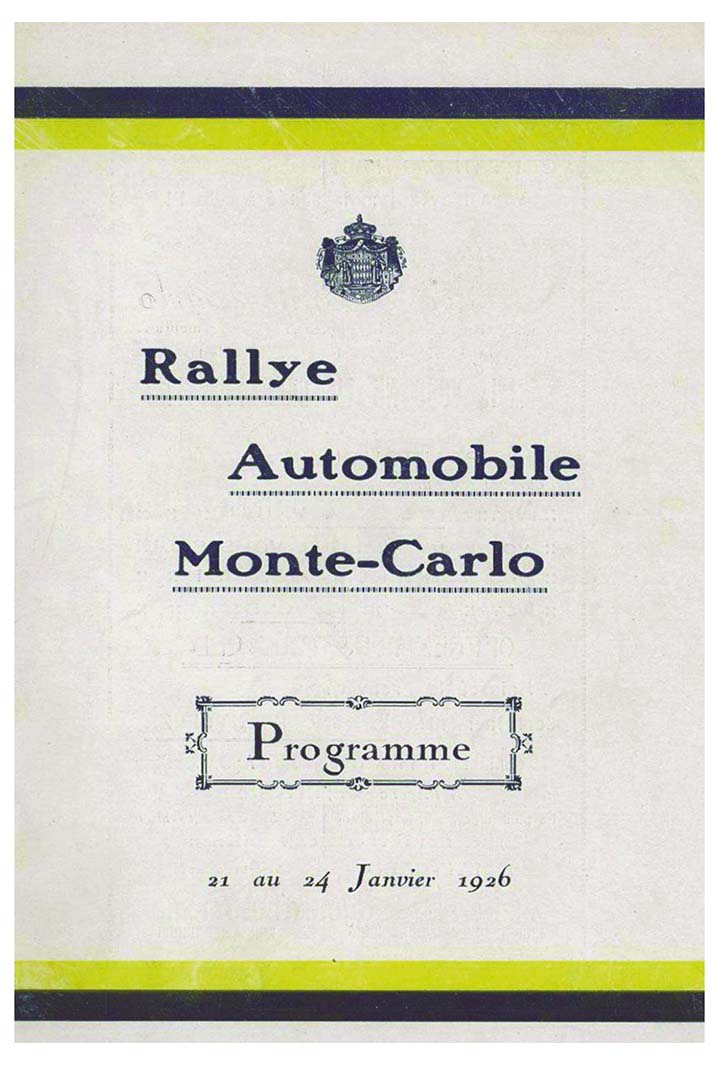 Rallye
Automobile
Monte-Carlo
Programme
21 au 24 Janvier 1926